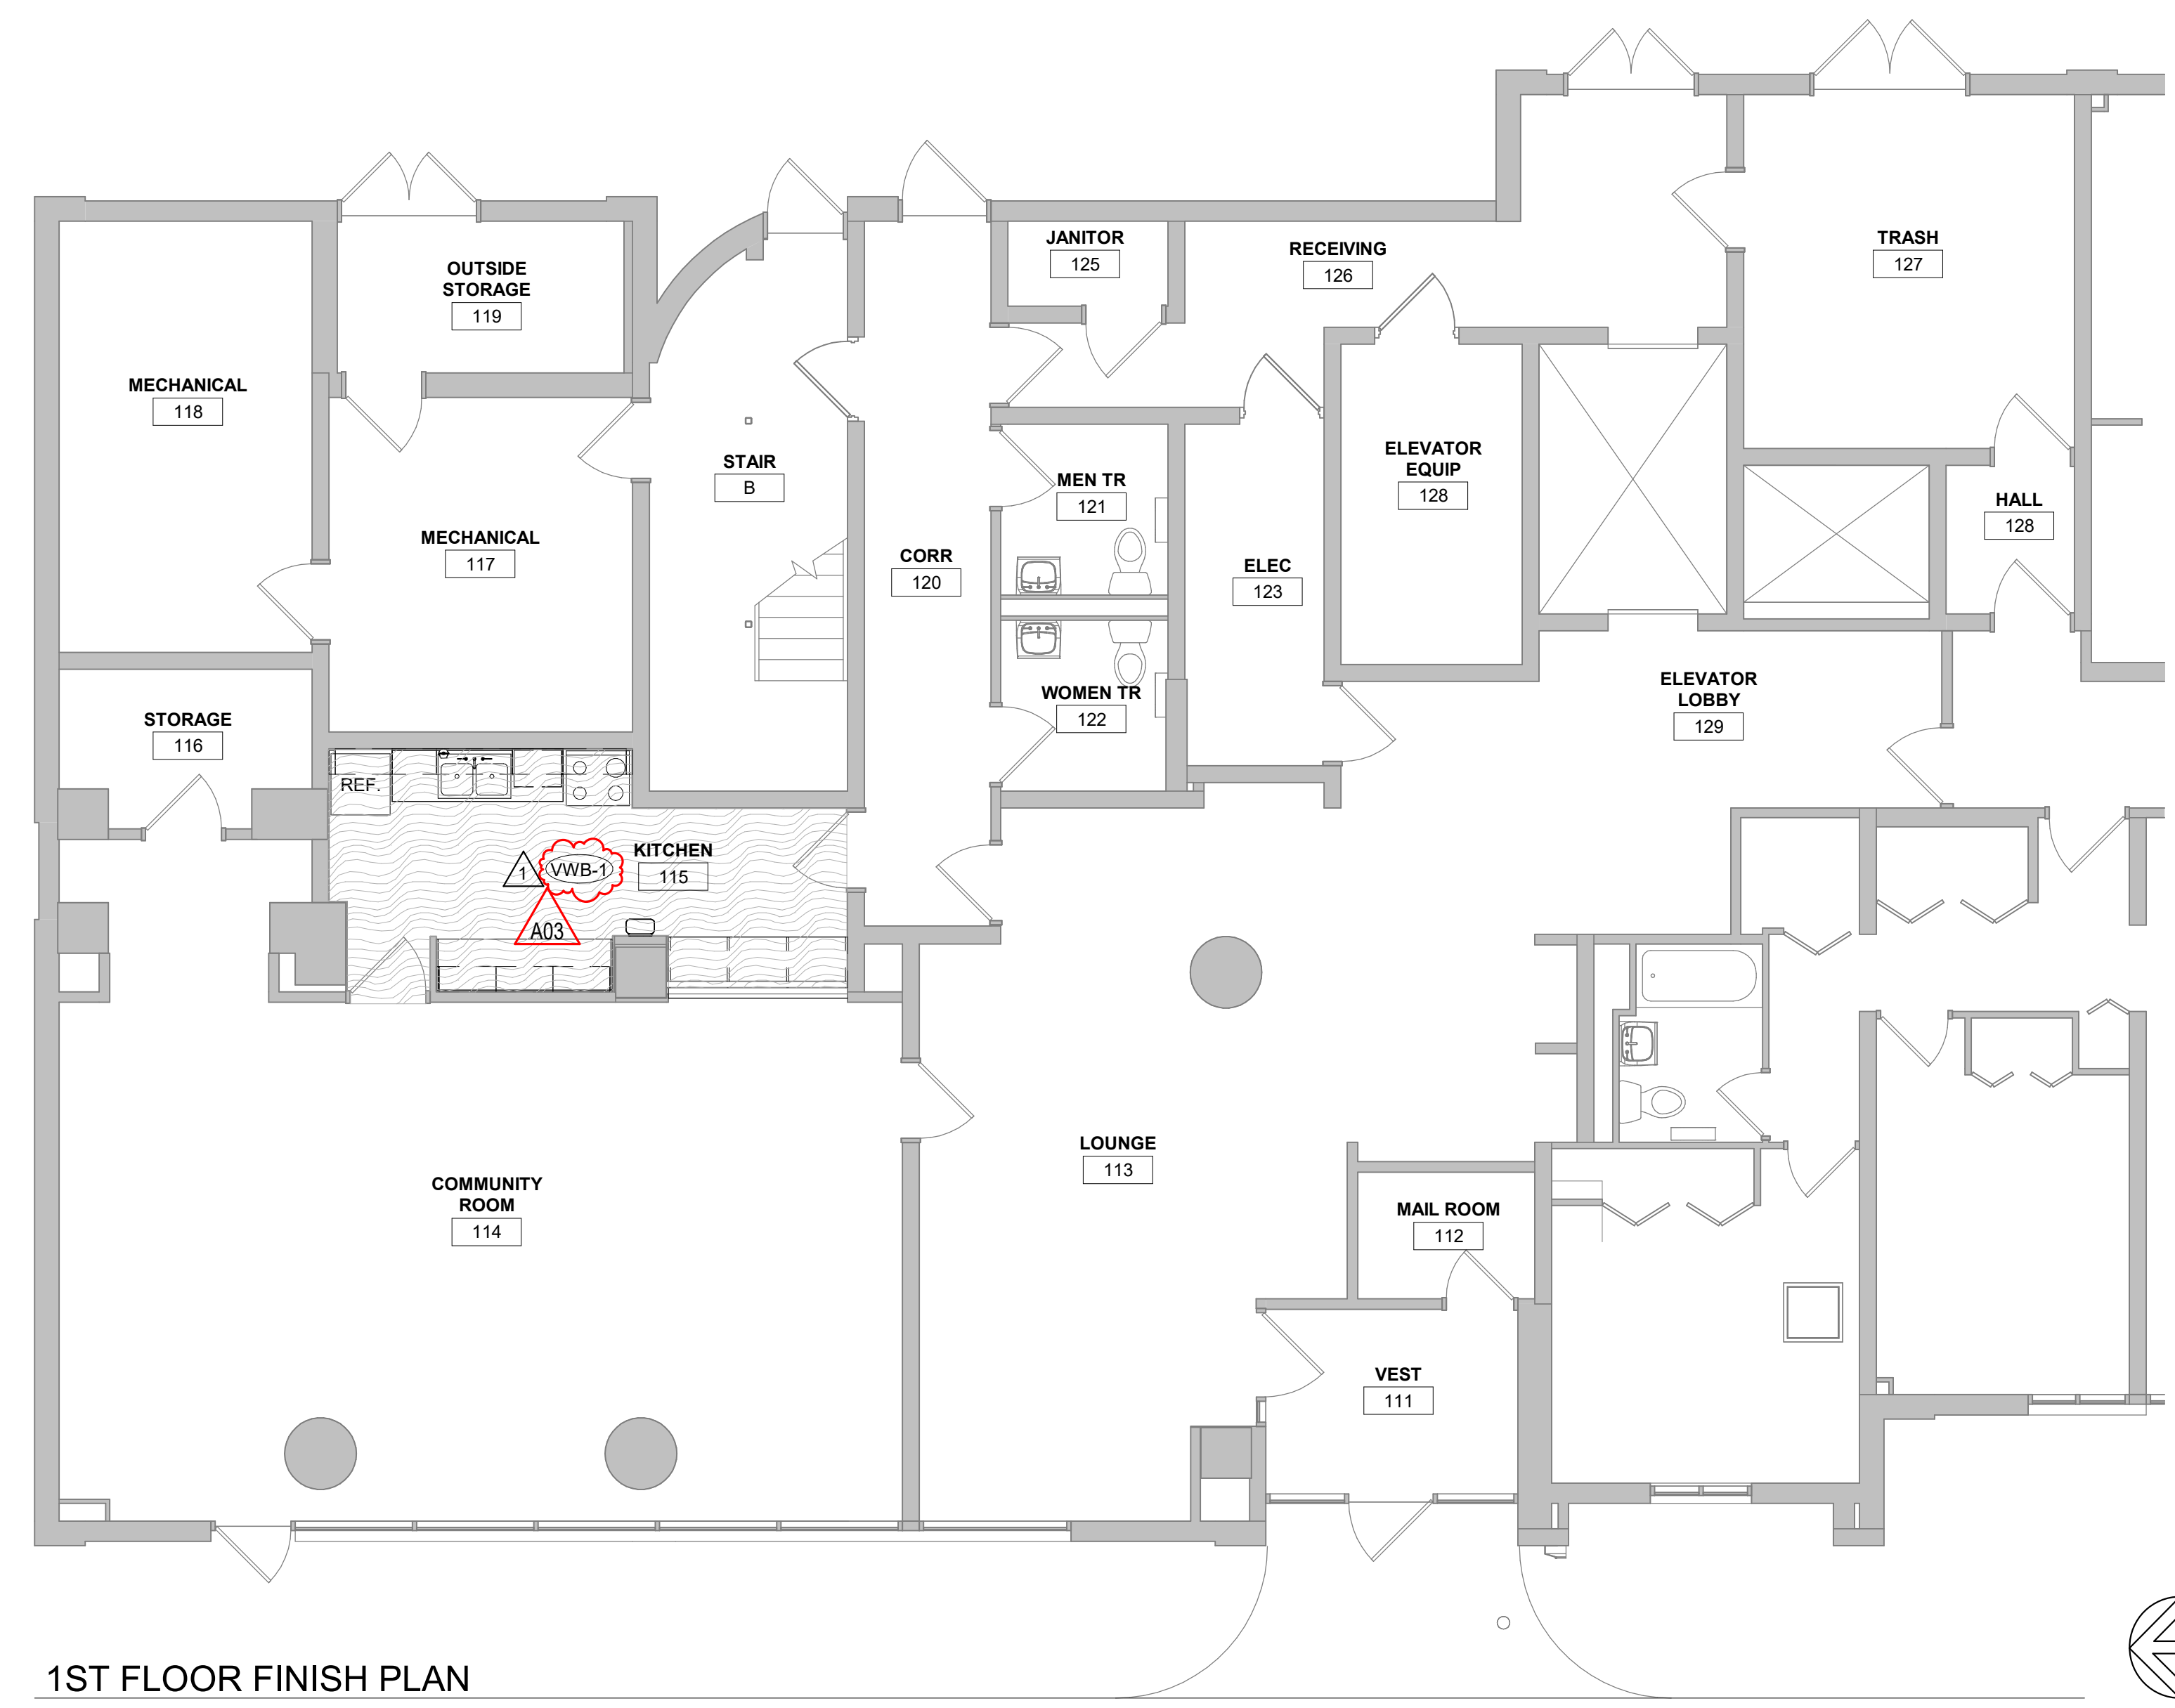 JANITOR
125
RECEIVING
126
TRASH
127
OUTSIDE
STORAGE
119
MECHANICAL
118
STAIR
B
MEN TR
121
ELEVATOR
EQUIP
128
HALL
128
MECHANICAL
117
CORR
120
ELEC
123
WOMEN TR
122
ELEVATOR
LOBBY
129
STORAGE
116
REF.
KITCHEN
115
1
VWB-1
A03
COMMUNITY
ROOM
114
LOUNGE
113
MAIL ROOM
112
VEST
111
1ST FLOOR FINISH PLAN